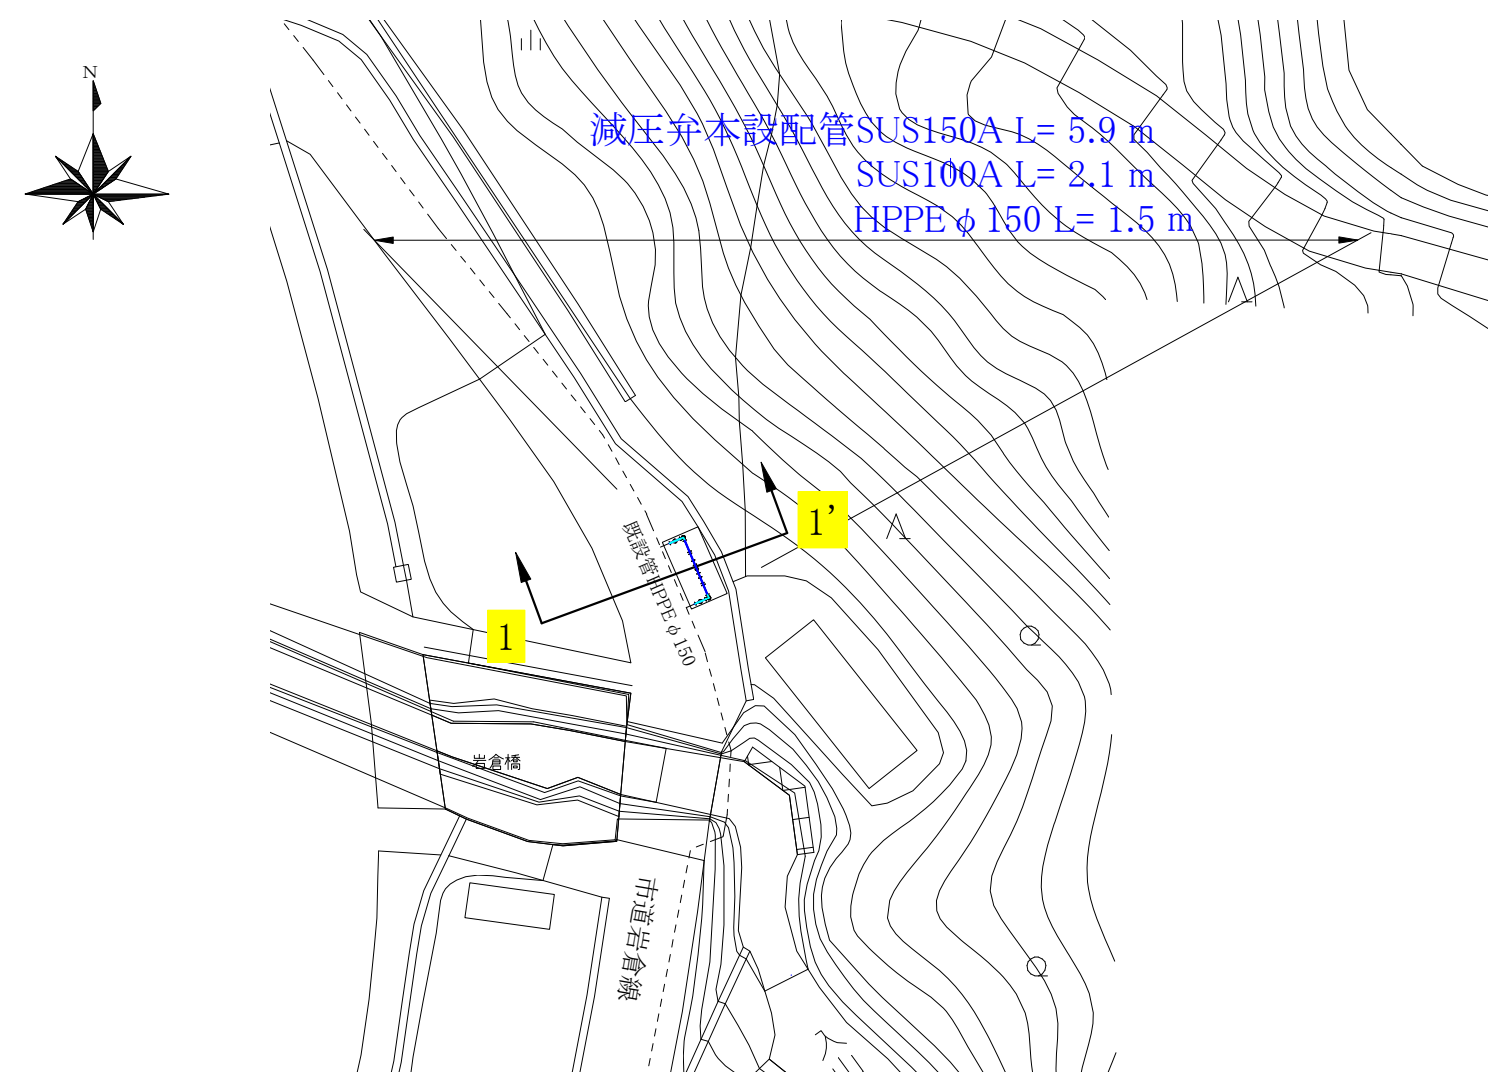 N
減圧弁本設配管SUS150A L= 5.9 m
SUS100A L= 2.1 m
HPPE φ 150 L= 1.5 m
1’
既設管HPPE φ 150
1
岩倉橋
市道岩倉線